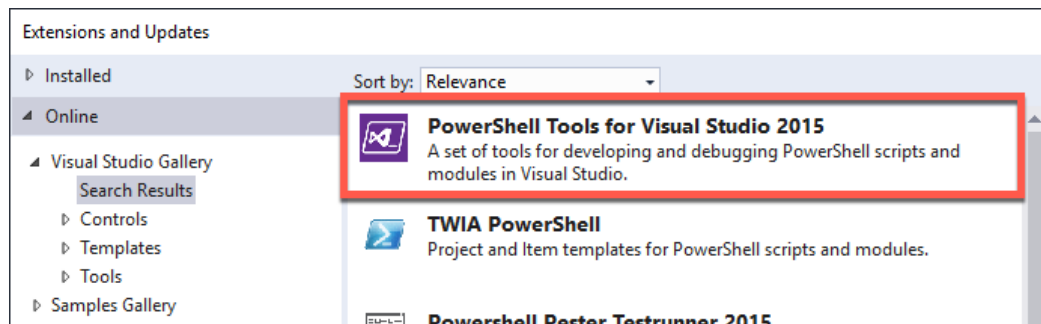 Extensions and Updates
Installed
Sort by: Relevance
Online
Visual Studio Gallery
Search Results
Controls
Templates
Tools
Samples Gallery
PowerShell Tools for Visual Studio 2015
A set of tools for developing and debugging PowerShell scripts and
modules in Visual Studio.
TWIA PowerShell
Project and Item templates for PowerShell scripts and modules.
Powershell Pester Testrunner 2015